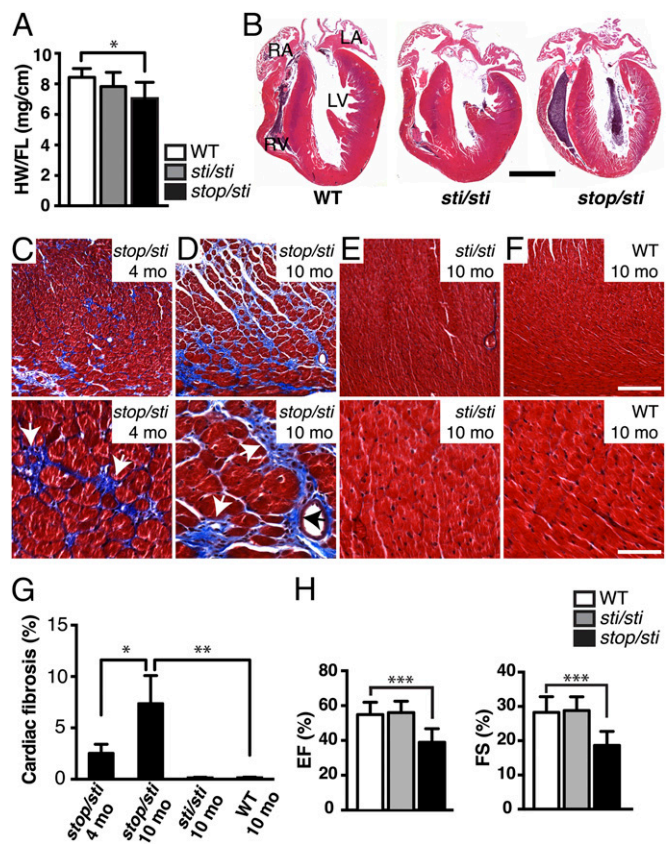 A
HW/FL (mg/cm)
10
8
6
4
2
0
*
WT
sti/sti
stop/sti
B
RA
LA
LV
RV
WT
sti/sti
stop/sti
C
stop/sti
4 mo
D
stop/sti
10 mo
E
sti/sti
10 mo
F
WT
10 mo
stop/sti
4 mo
stop/sti
10 mo
sti/sti
10 mo
WT
10 mo
G
Cardiac fibrosis (%)
15
10
5
0
*
**
stop/sti
4 mo
stop/sti
10 mo
sti/sti
10 mo
WT
10 mo
H
WT
sti/sti
stop/sti
EF
(%)
80
60
40
20
0
***
FS
(%)
40
30
20
10
0
***